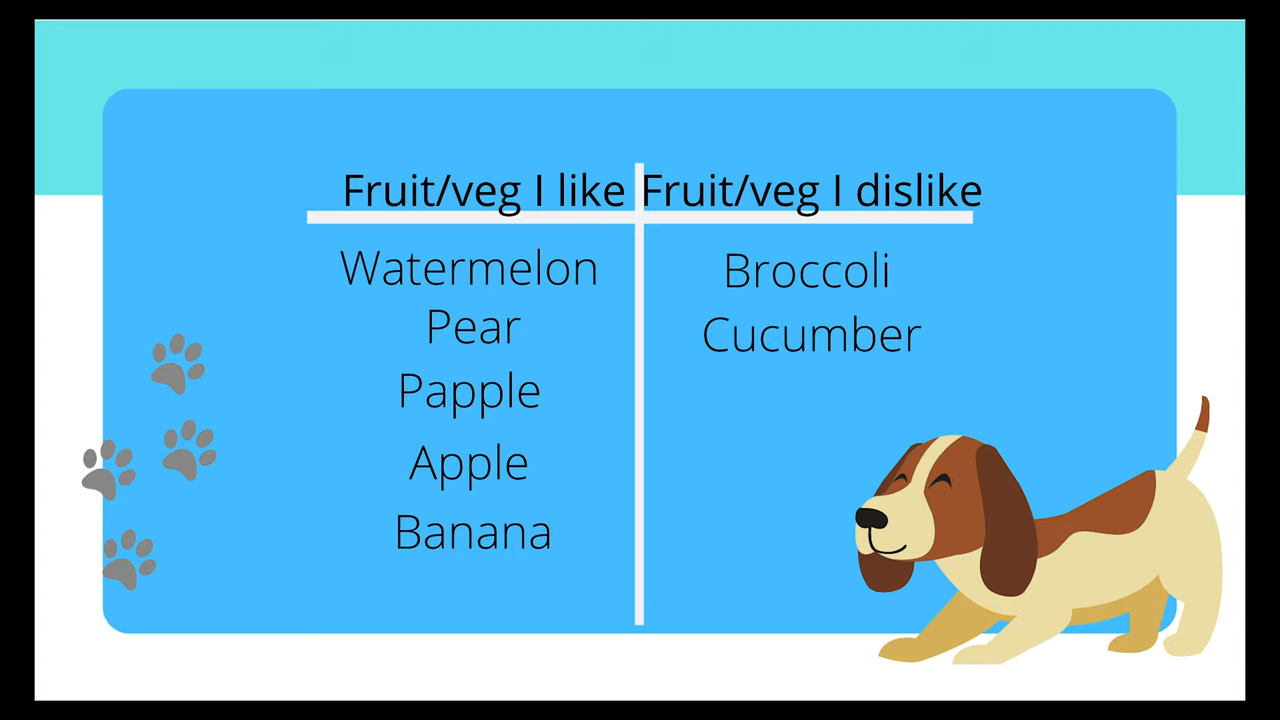 Fruit/veg I like Fruit/veg I dislike
Watermelon Broccoli
Pear Cucumber
Papple
Apple
Banana